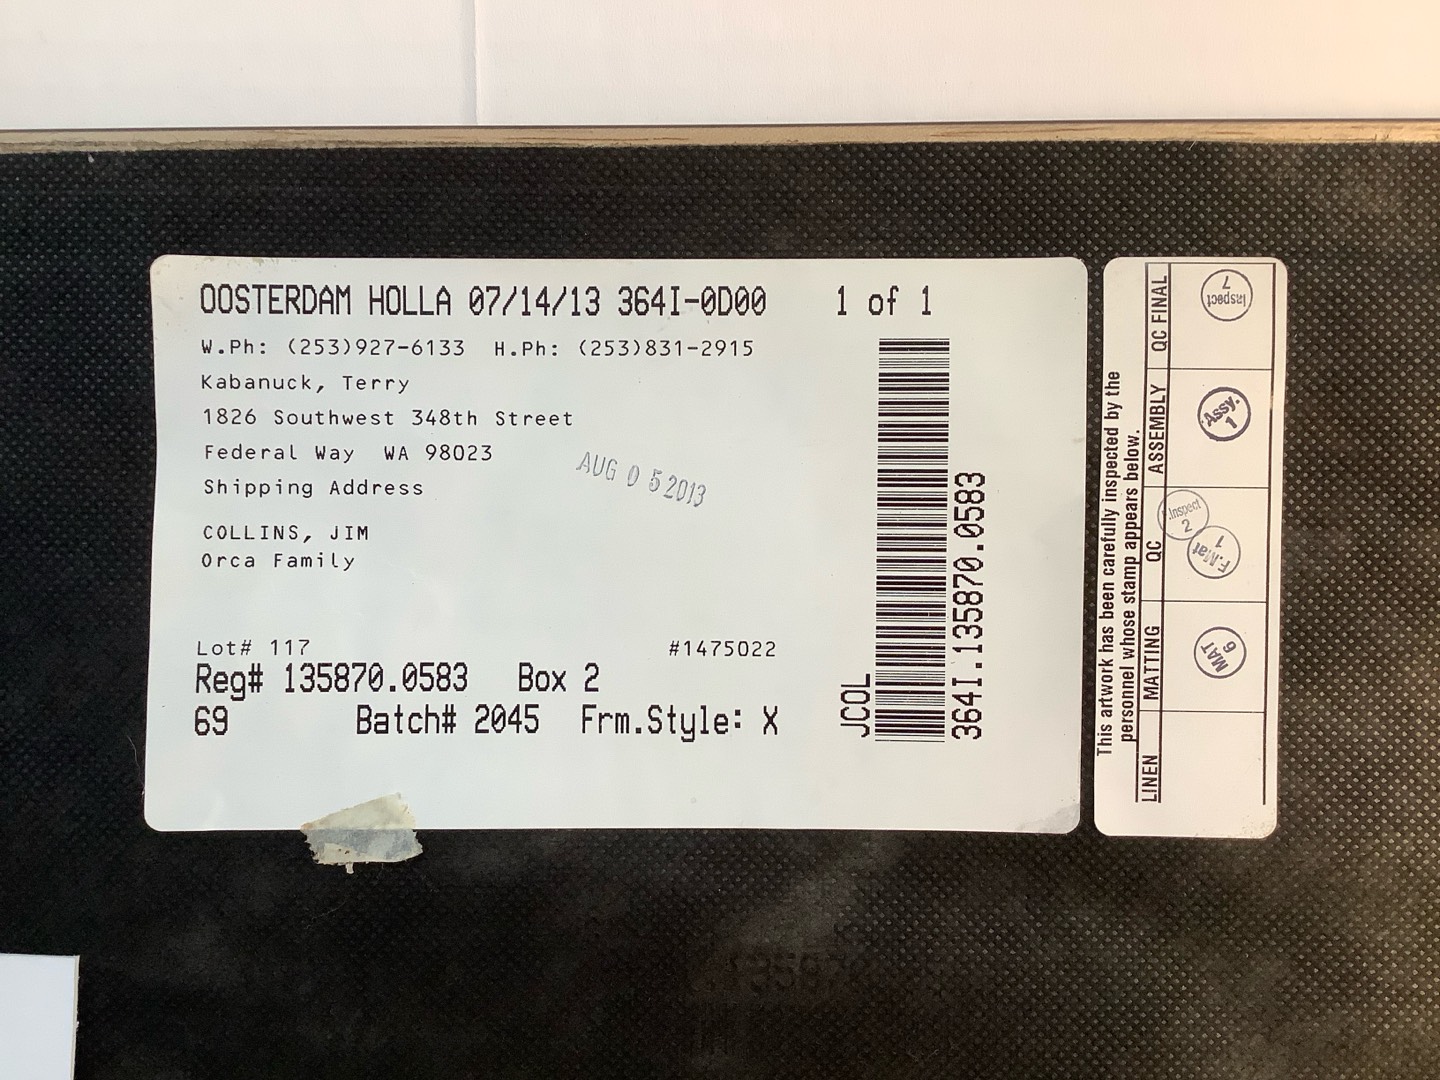 OOSTERDAM HOLLA 07/14/13 364I-0D00 1 of 1
W.Ph: (253)927-6133 H.Ph: (253)831-2915
Kabanuck, Terry
1826 Southwest 348th Street
Federal Way WA 98023
Shipping Address
AUG 05 2013
COLLINS, JIM
Orca Family
Lot# 117 #1475022
Reg# 135870.0583 Box 2
69 Batch# 2045 Frm.Style: X
JCOL
364I.135870.0583
This artwork has been carefully inspected by the
personnel whose stamp appears below.
LINEN MATTING QC ASSEMBLY QC FINAL
MAT
6
F.Mat
1
Inspect
2
Assy.
1
Inspect
7